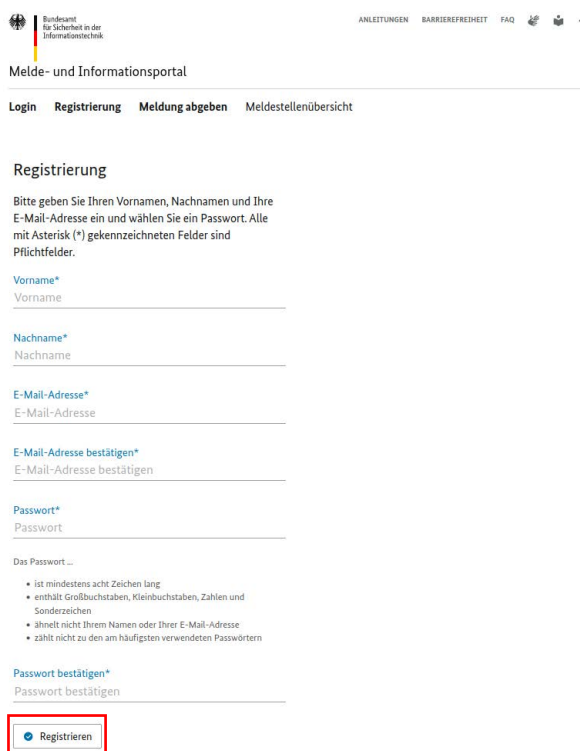 Bundesamt
für Sicherheit in der
Informationstechnik
ANLEITUNGEN BARRIEREFREIHEIT FAQ
Melde- und Informationsportal
Login Registrierung Meldung abgeben Meldestellenübersicht
Registrierung
Bitte geben Sie Ihren Vornamen, Nachnamen und Ihre
E-Mail-Adresse ein und wählen Sie ein Passwort. Alle
mit Asterisk (*) gekennzeichneten Felder sind
Pflichtfelder.
Vorname*
Vorname
Nachname*
Nachname
E-Mail-Adresse*
E-Mail-Adresse
E-Mail-Adresse bestätigen*
E-Mail-Adresse bestätigen
Passwort*
Passwort
Das Passwort ...
• ist mindestens acht Zeichen lang
• enthält Großbuchstaben, Kleinbuchstaben, Zahlen und
Sonderzeichen
• ähnelt nicht Ihrem Namen oder Ihrer E-Mail-Adresse
• zählt nicht zu den am häufigsten verwendeten Passwörtern
Passwort bestätigen*
Passwort bestätigen
Registrieren